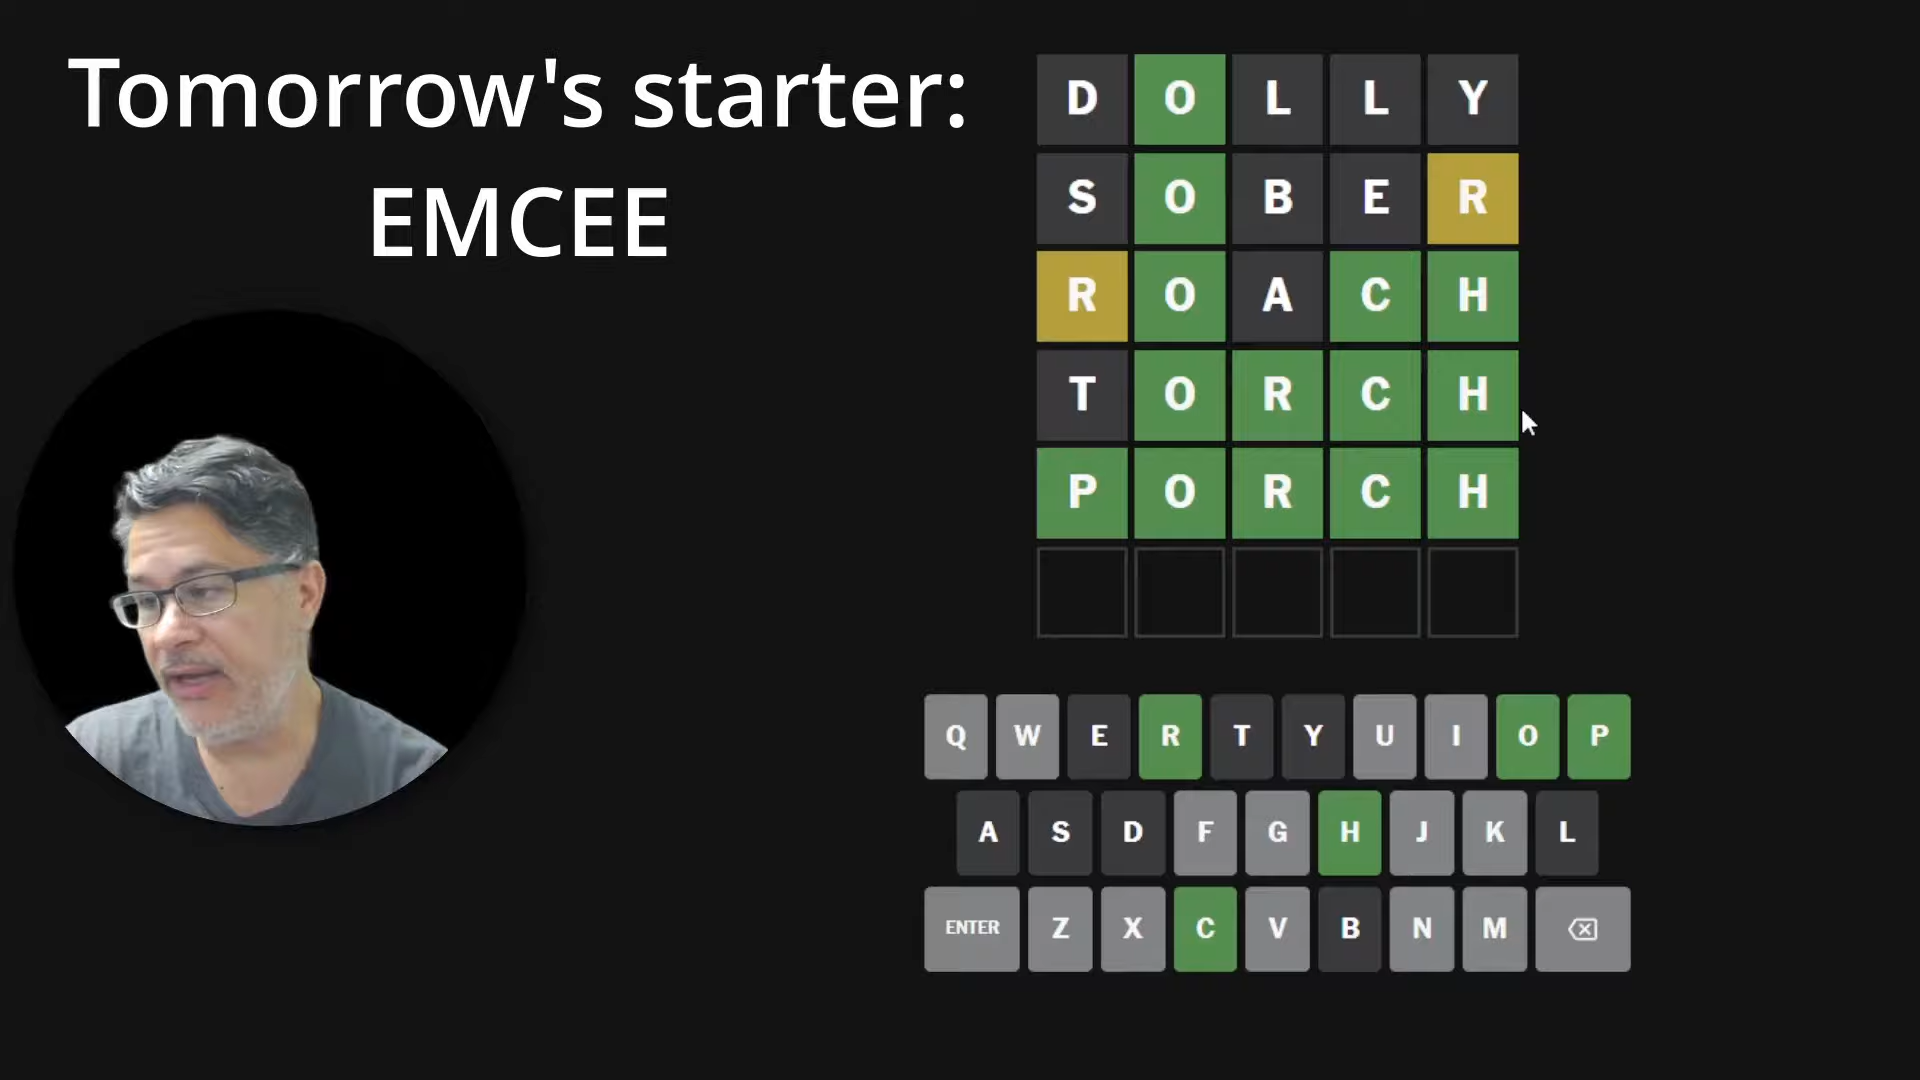 Tomorrow's starter:
EMCEE
D O L L Y
S O B E R
R O A C H
T O R C H
P O R C H
Q W E R T Y U I O P
A S D F G H J K L
ENTER Z X C V B N M